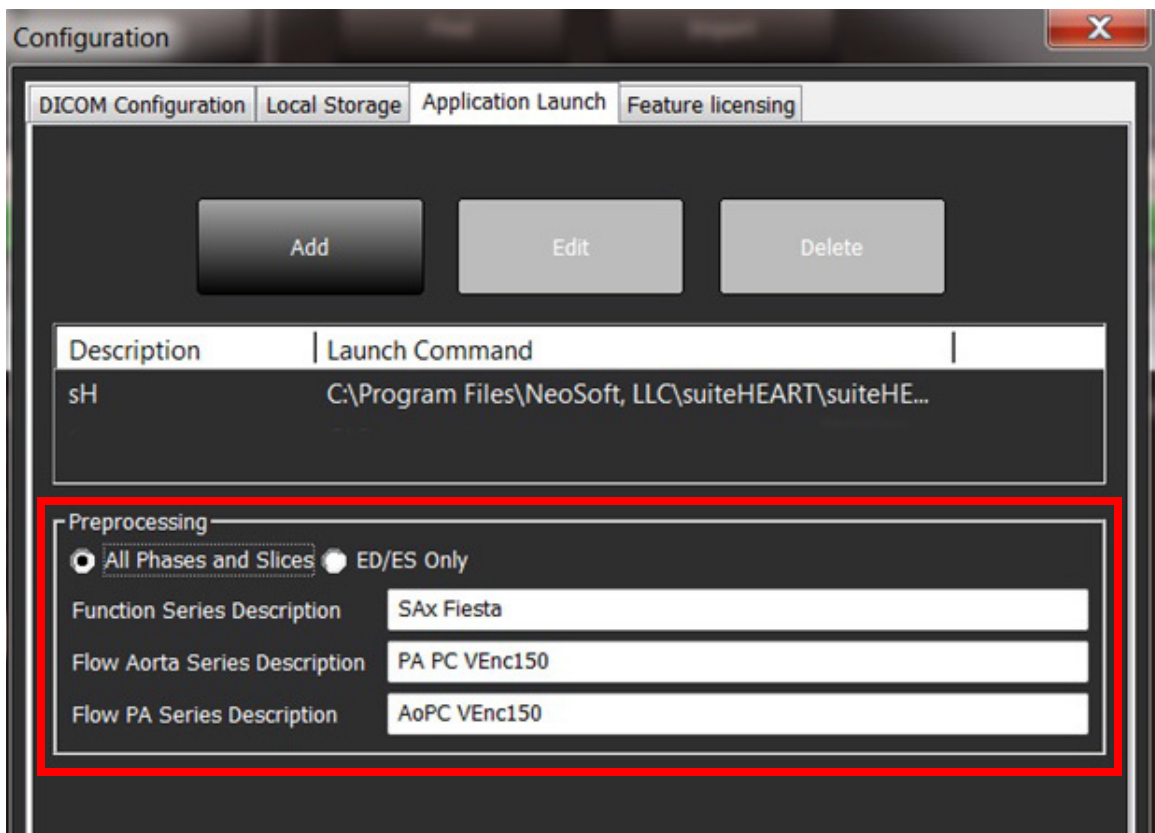 Configuration
X
DICOM Configuration Local Storage Application Launch Feature licensing
Add Edit Delete
Description Launch Command
sH C:\Program Files\NeoSoft, LLC\suiteHEART\suiteHE...
Preprocessing
All Phases and Slices ED/ES Only
Function Series Description SAx Fiesta
Flow Aorta Series Description PA PC VEnc150
Flow PA Series Description AoPC VEnc150